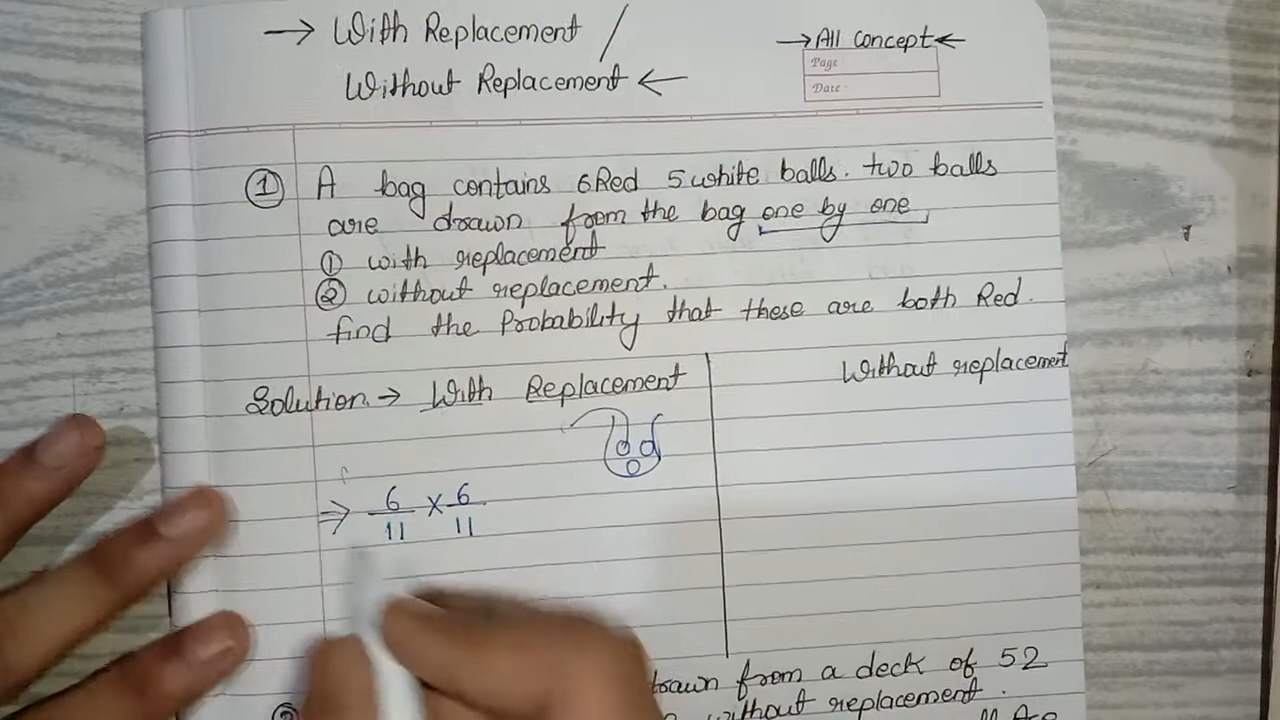 → With Replacement /
Without Replacement ←
→ All concept ←
Page
Date
① A bag contains 6 Red 5 white balls. two balls
are drawn from the bag one by one
① with replacement
② without replacement.
find the Probability that these are both Red.
Solution → With Replacement
Without replacement
⇒ 6/11 × 6/11
drawn from a deck of 52
without replacement.